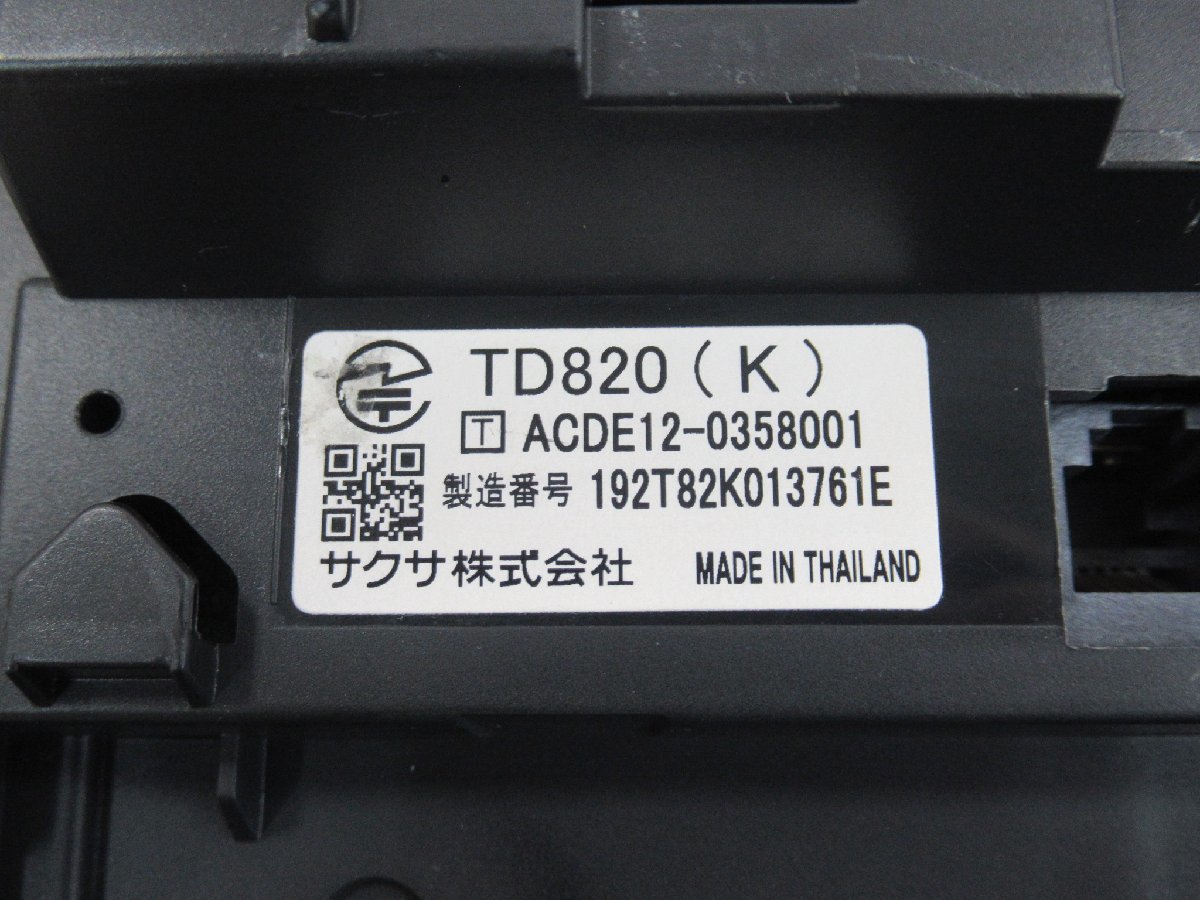 TD820(K)
T ACDE12-0358001
製造番号 192T82K013761E
サクサ株式会社 MADE IN THAILAND